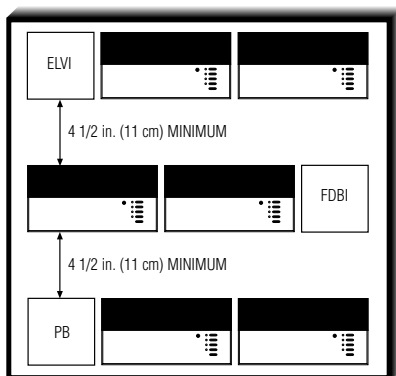 ELVI
4 1/2 in. (11 cm) MINIMUM
FDBI
4 1/2 in. (11 cm) MINIMUM
PB